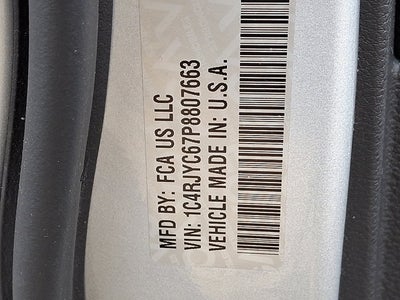 MFD BY: FCA US LLC
VIN: 1C4RJYC67P8807663
VEHICLE MADE IN: U.S.A.